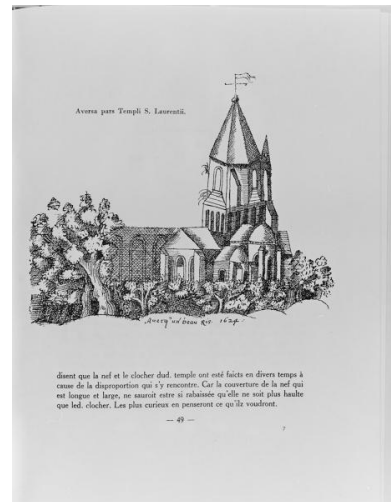 Aversa pars Templi S. Laurentii.
1624.
disent que la nef et le clocher dud. temple ont esté faicts en divers temps à
cause de la disproportion qui s'y rencontre. Car la couverture de la nef qui
est longue et large, ne sauroit estre si rabaissée qu'elle ne soit plus haulte
que led. clocher. Les plus curieux en penseront ce qu'ilz voudront.
— 49 —
7